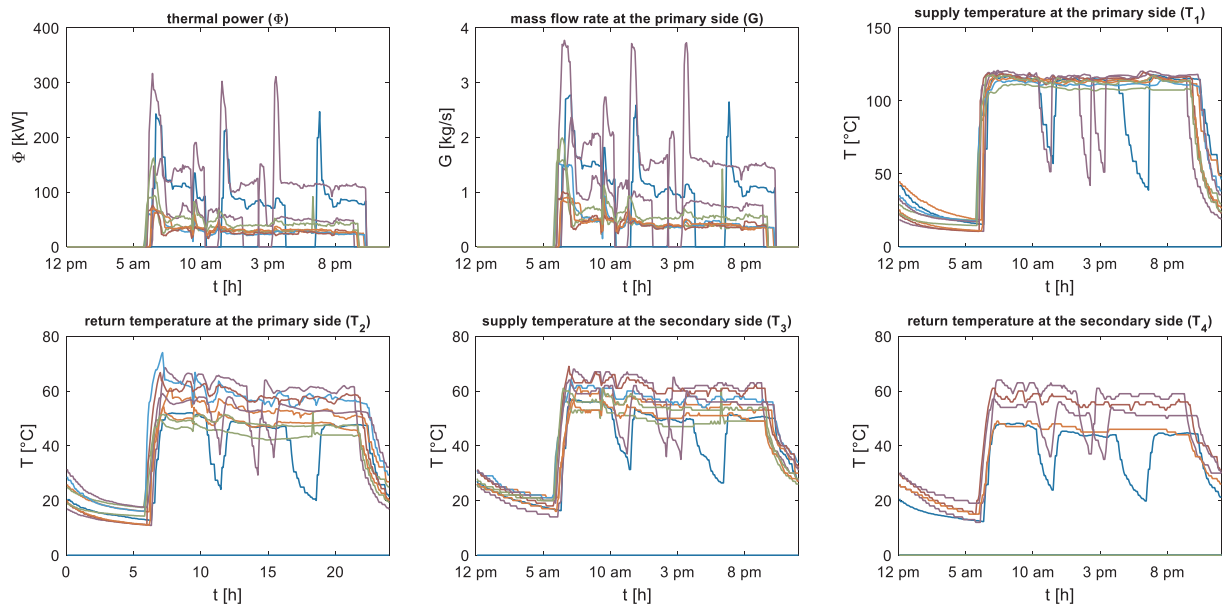 thermal power (Φ)
Φ [kW]
400
300
200
100
0
12 pm 5 am 10 am 3 pm 8 pm
t [h]
mass flow rate at the primary side (G)
G [kg/s]
4
3
2
1
0
12 pm 5 am 10 am 3 pm 8 pm
t [h]
supply temperature at the primary side (T1)
T [°C]
150
100
50
0
12 pm 5 am 10 am 3 pm 8 pm
t [h]
return temperature at the primary side (T2)
T [°C]
80
60
40
20
0
0 5 10 15 20
t [h]
supply temperature at the secondary side (T3)
T [°C]
80
60
40
20
0
12 pm 5 am 10 am 3 pm 8 pm
t [h]
return temperature at the secondary side (T4)
T [°C]
80
60
40
20
0
12 pm 5 am 10 am 3 pm 8 pm
t [h]